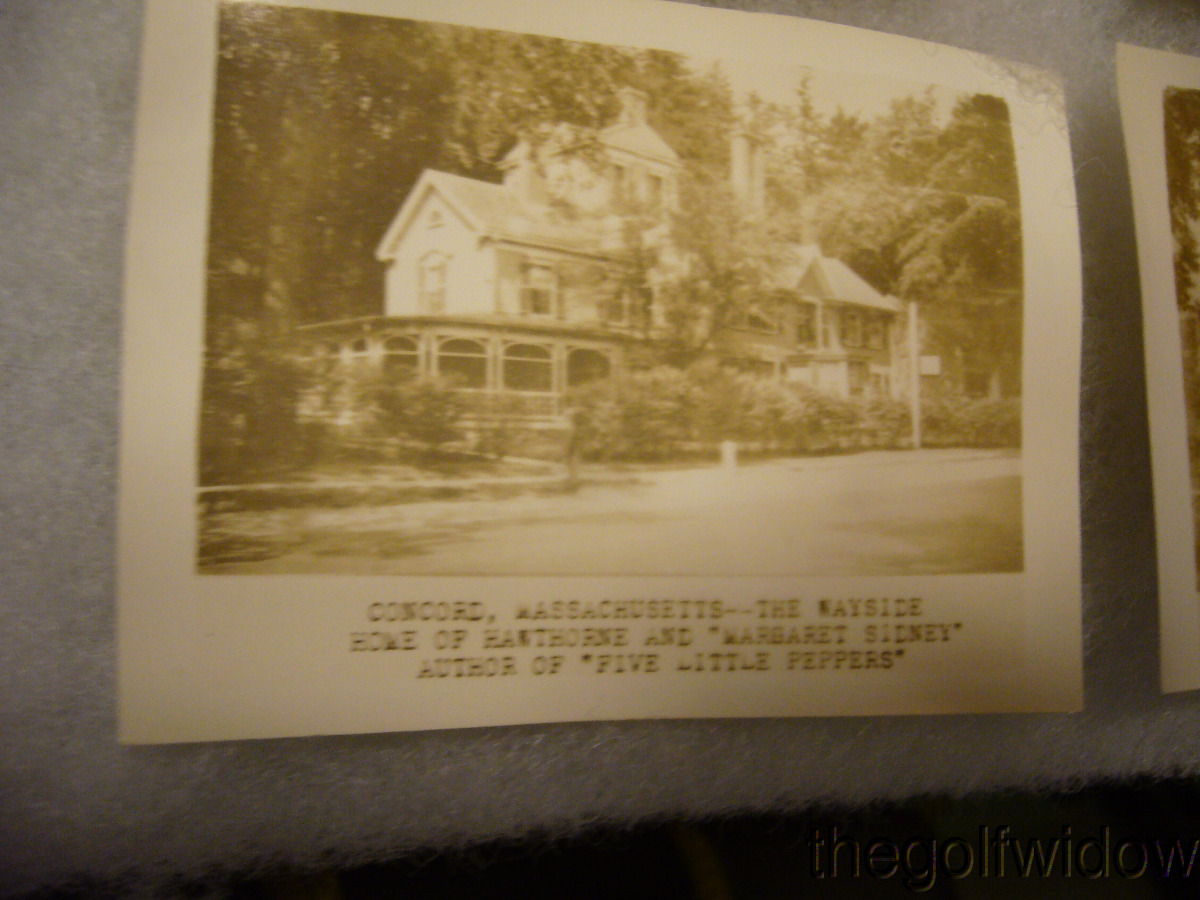 CONCORD, MASSACHUSETTS--THE WAYSIDE
HOME OF HAWTHORNE AND "MARGARET SIDNEY"
AUTHOR OF "FIVE LITTLE PEPPERS"
thegolfwidow